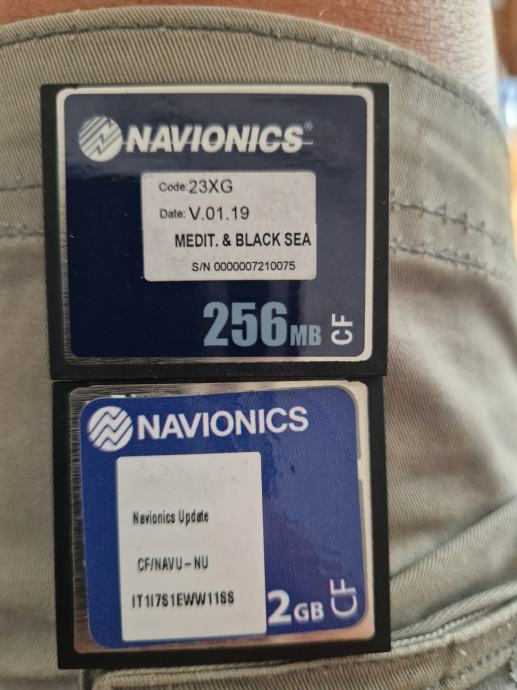 NAVIONICS®
Code: 23XG
Date: V.01.19
MEDIT. & BLACK SEA
S/N 0000007210075
256MB CF
NAVIONICS
Navionics Update
CF/NAVU-NU
IT1I7S1EWW11SS
2GB CF